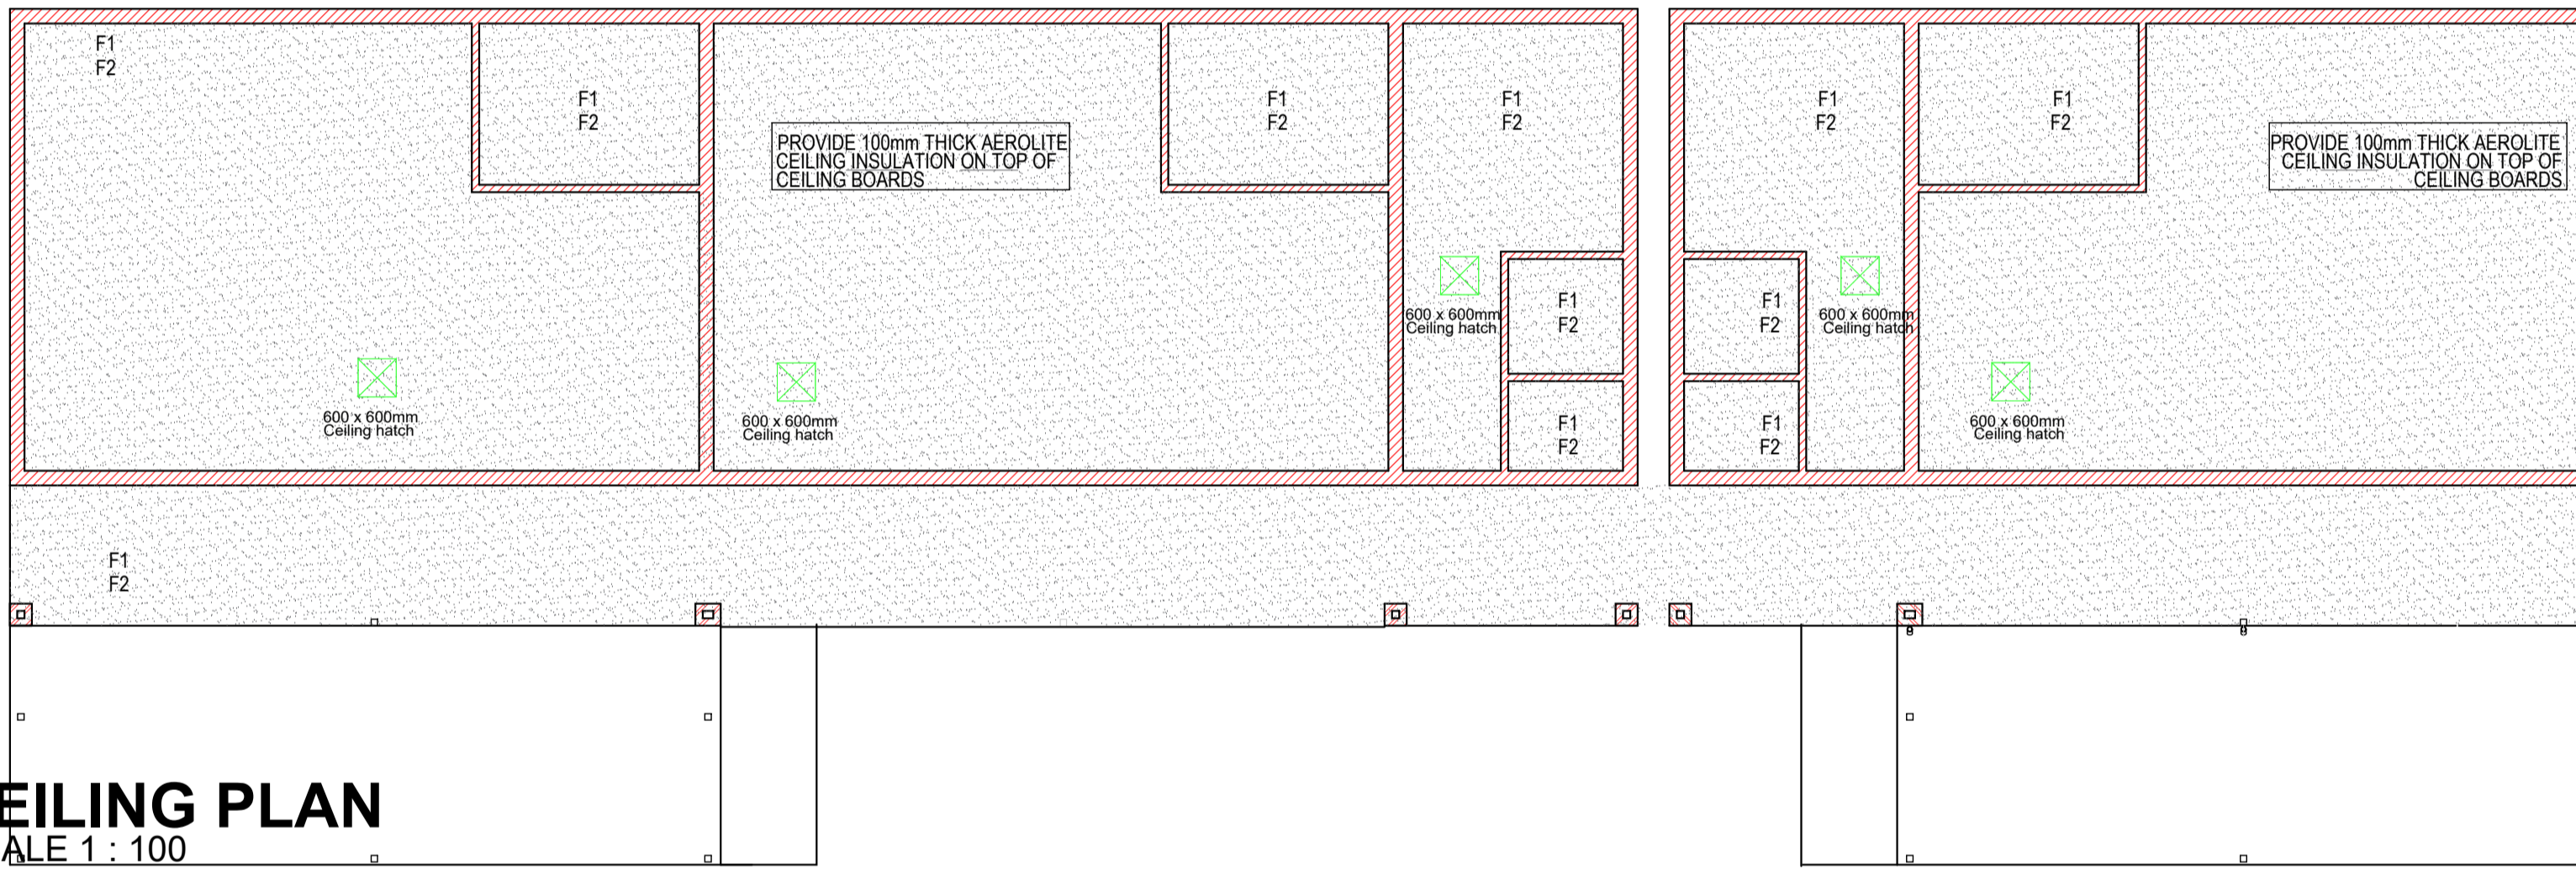 F1
F2
F1
F2
PROVIDE 100mm THICK AEROLITE
CEILING INSULATION ON TOP OF
CEILING BOARDS
F1
F2
F1
F2
F1
F2
F1
F2
PROVIDE 100mm THICK AEROLITE
CEILING INSULATION ON TOP OF
CEILING BOARDS
600 x 600mm
Ceiling hatch
F1
F2
F1
F2
600 x 600mm
Ceiling hatch
600 x 600mm
Ceiling hatch
600 x 600mm
Ceiling hatch
F1
F2
F1
F2
600 x 600mm
Ceiling hatch
F1
F2
EILING PLAN
ALE 1 : 100